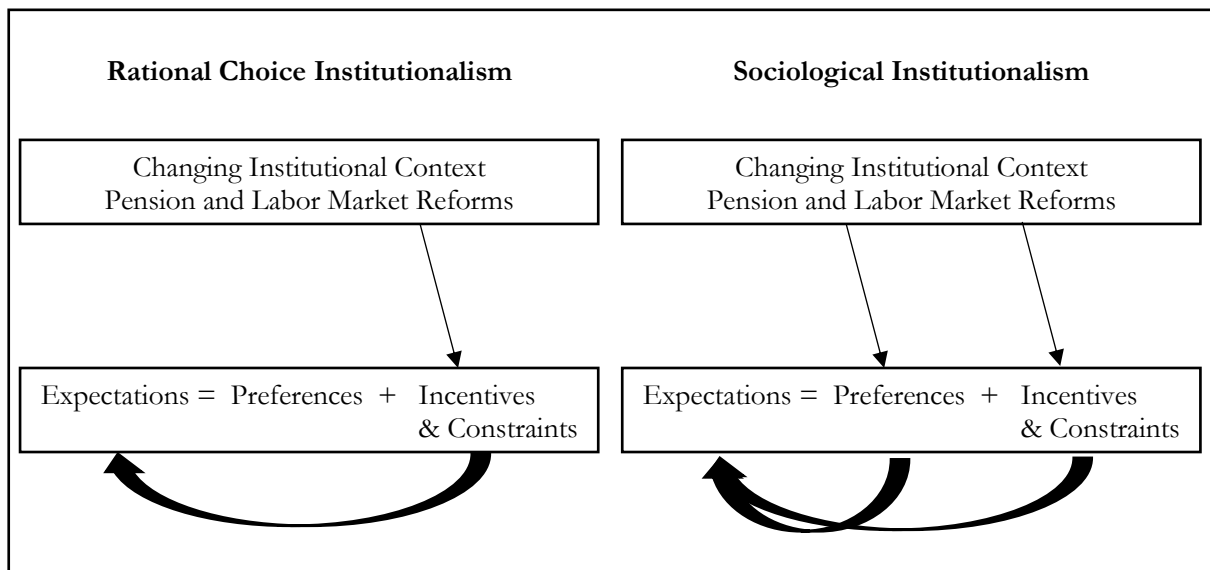 Rational Choice Institutionalism
Changing Institutional Context
Pension and Labor Market Reforms
Expectations = Preferences + Incentives
& Constraints
Sociological Institutionalism
Changing Institutional Context
Pension and Labor Market Reforms
Expectations = Preferences + Incentives
& Constraints